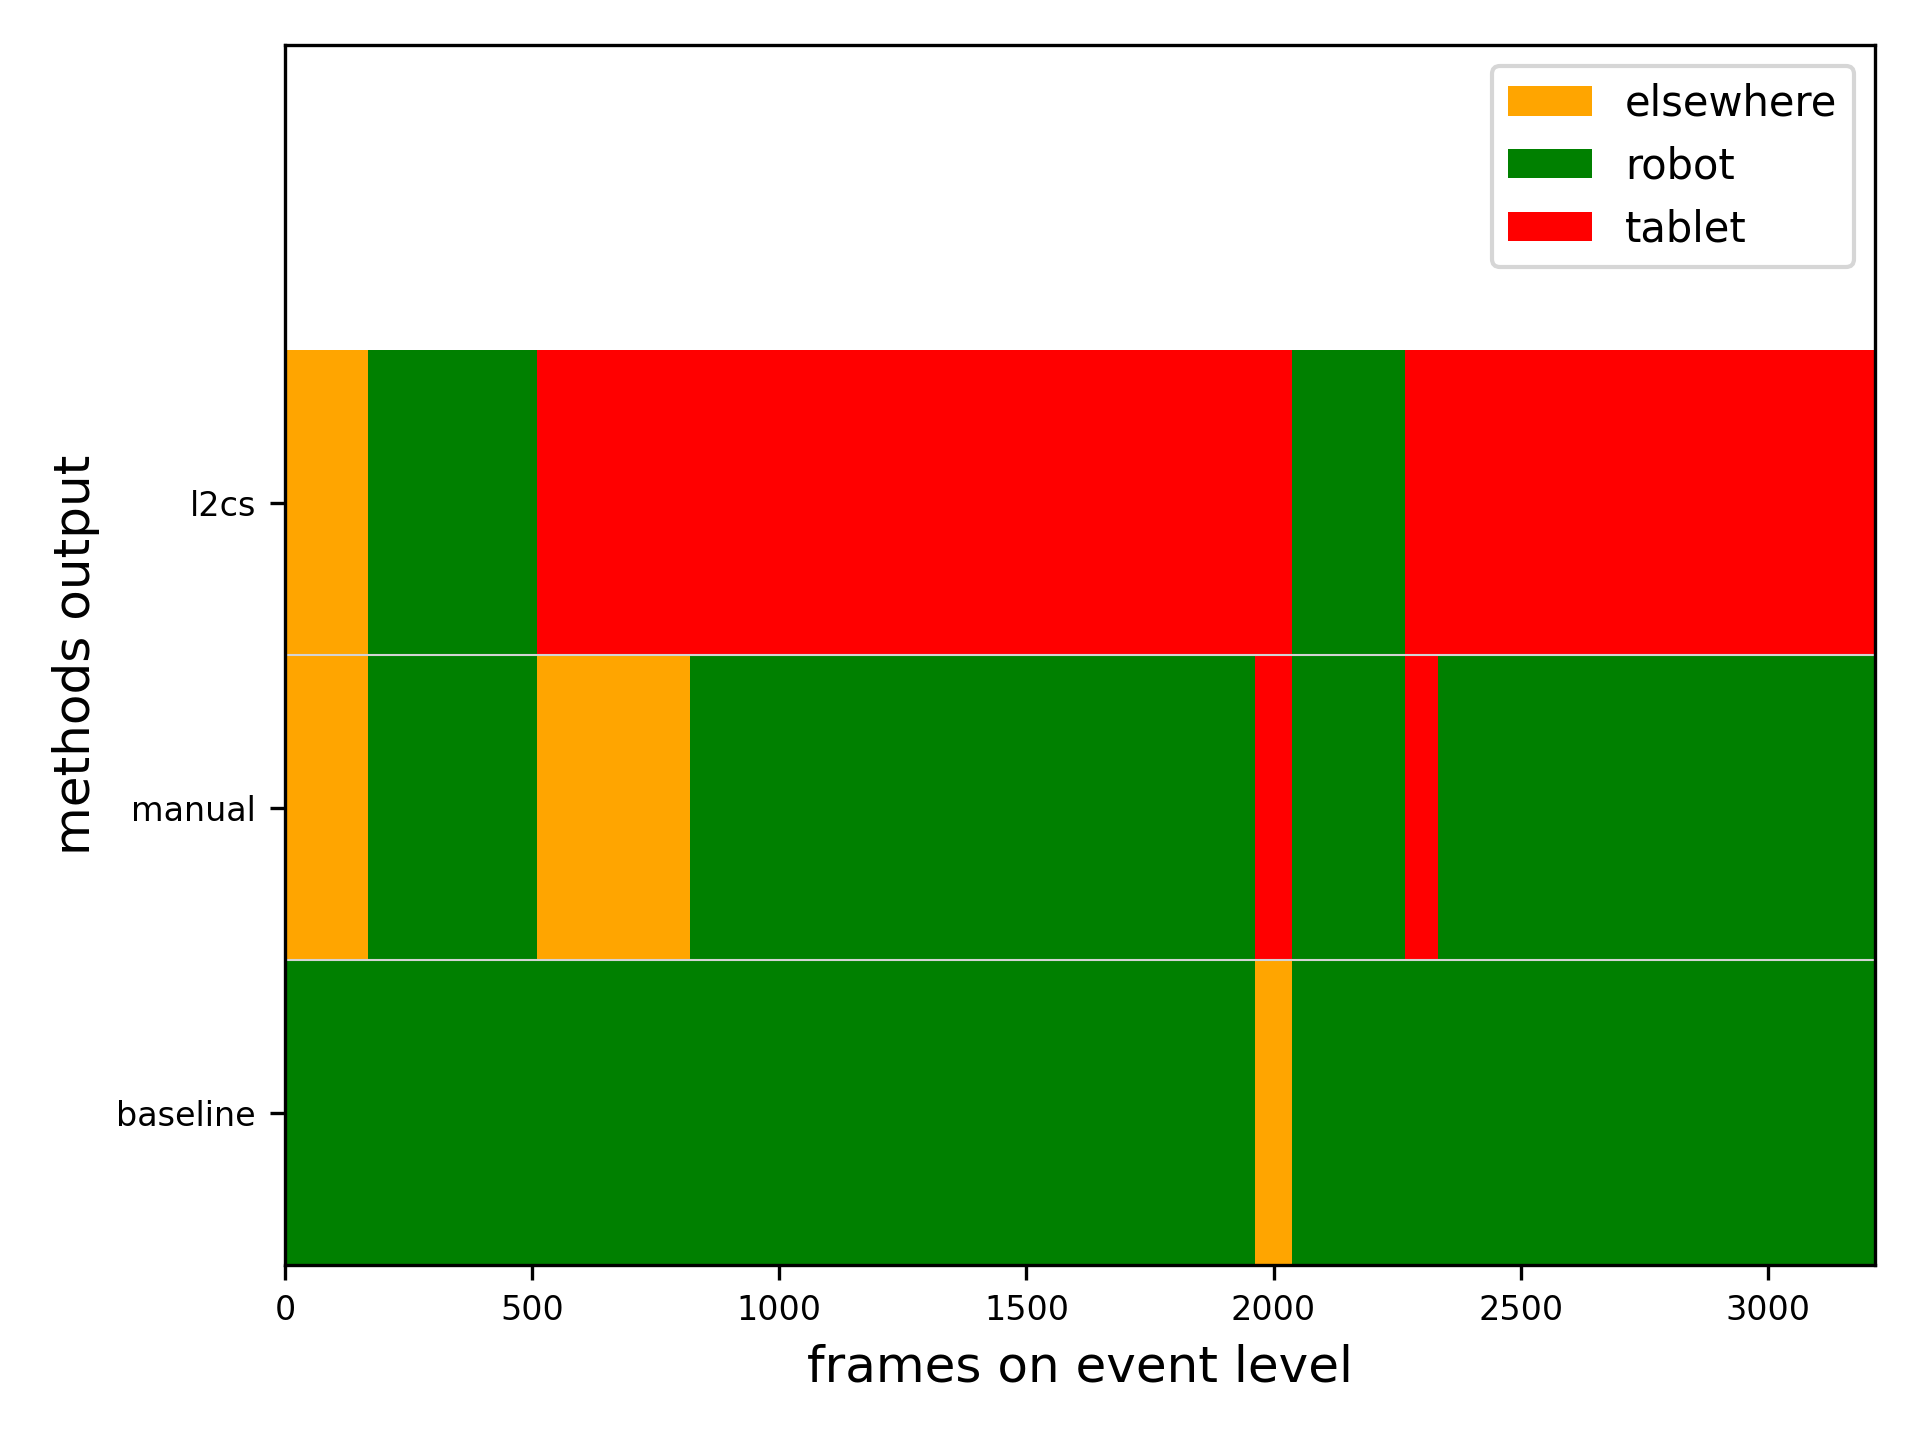 elsewhere
robot
tablet
methods output
l2cs
manual
baseline
0 500 1000 1500 2000 2500 3000
frames on event level